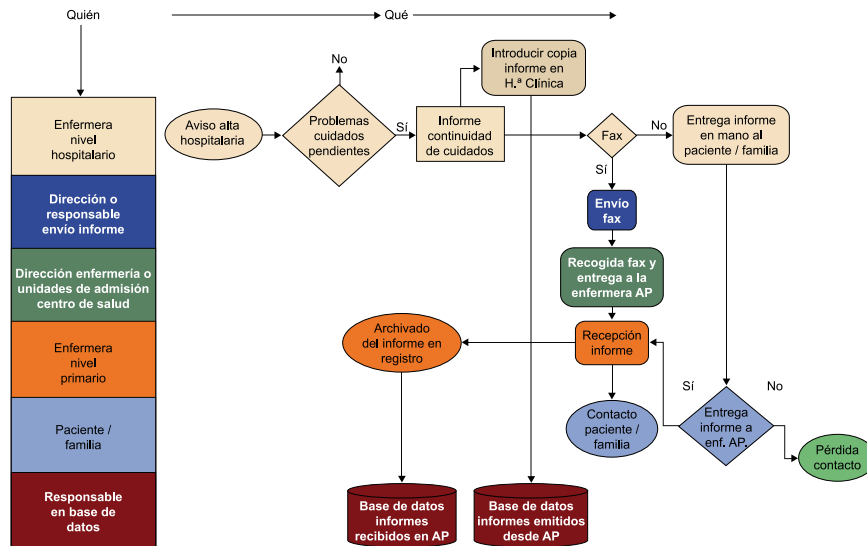 Quién
Qué
Enfermera
nivel
hospitalario
Dirección o
responsable
envío informe
Dirección enfermería o
unidades de admisión
centro de salud
Enfermera
nivel
primario
Paciente /
familia
Responsable
en base de
datos
Aviso alta
hospitalaria
No
Problemas
cuidados
pendientes
Sí
Informe
continuidad
de cuidados
Introducir copia
informe en
H.ª Clínica
Fax
No
Entrega informe
en mano al
paciente / familia
Sí
Envío
fax
Recogida fax y
entrega a la
enfermera AP
Recepción
informe
Archivado
del informe en
registro
Contacto
paciente /
familia
Sí
No
Entrega
informe a
enf. AP.
Pérdida
contacto
Base de datos
informes
recibidos en AP
Base de datos
informes emitidos
desde AP